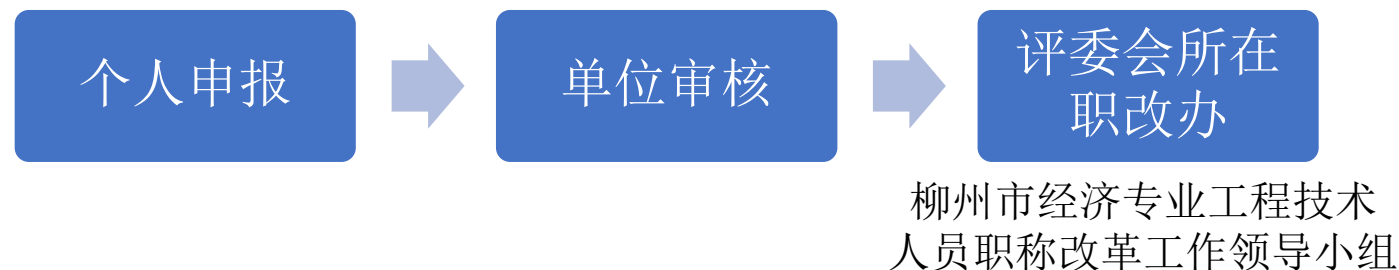 个人申报
单位审核
评委会所在
职改办
柳州市经济专业工程技术
人员职称改革工作领导小组